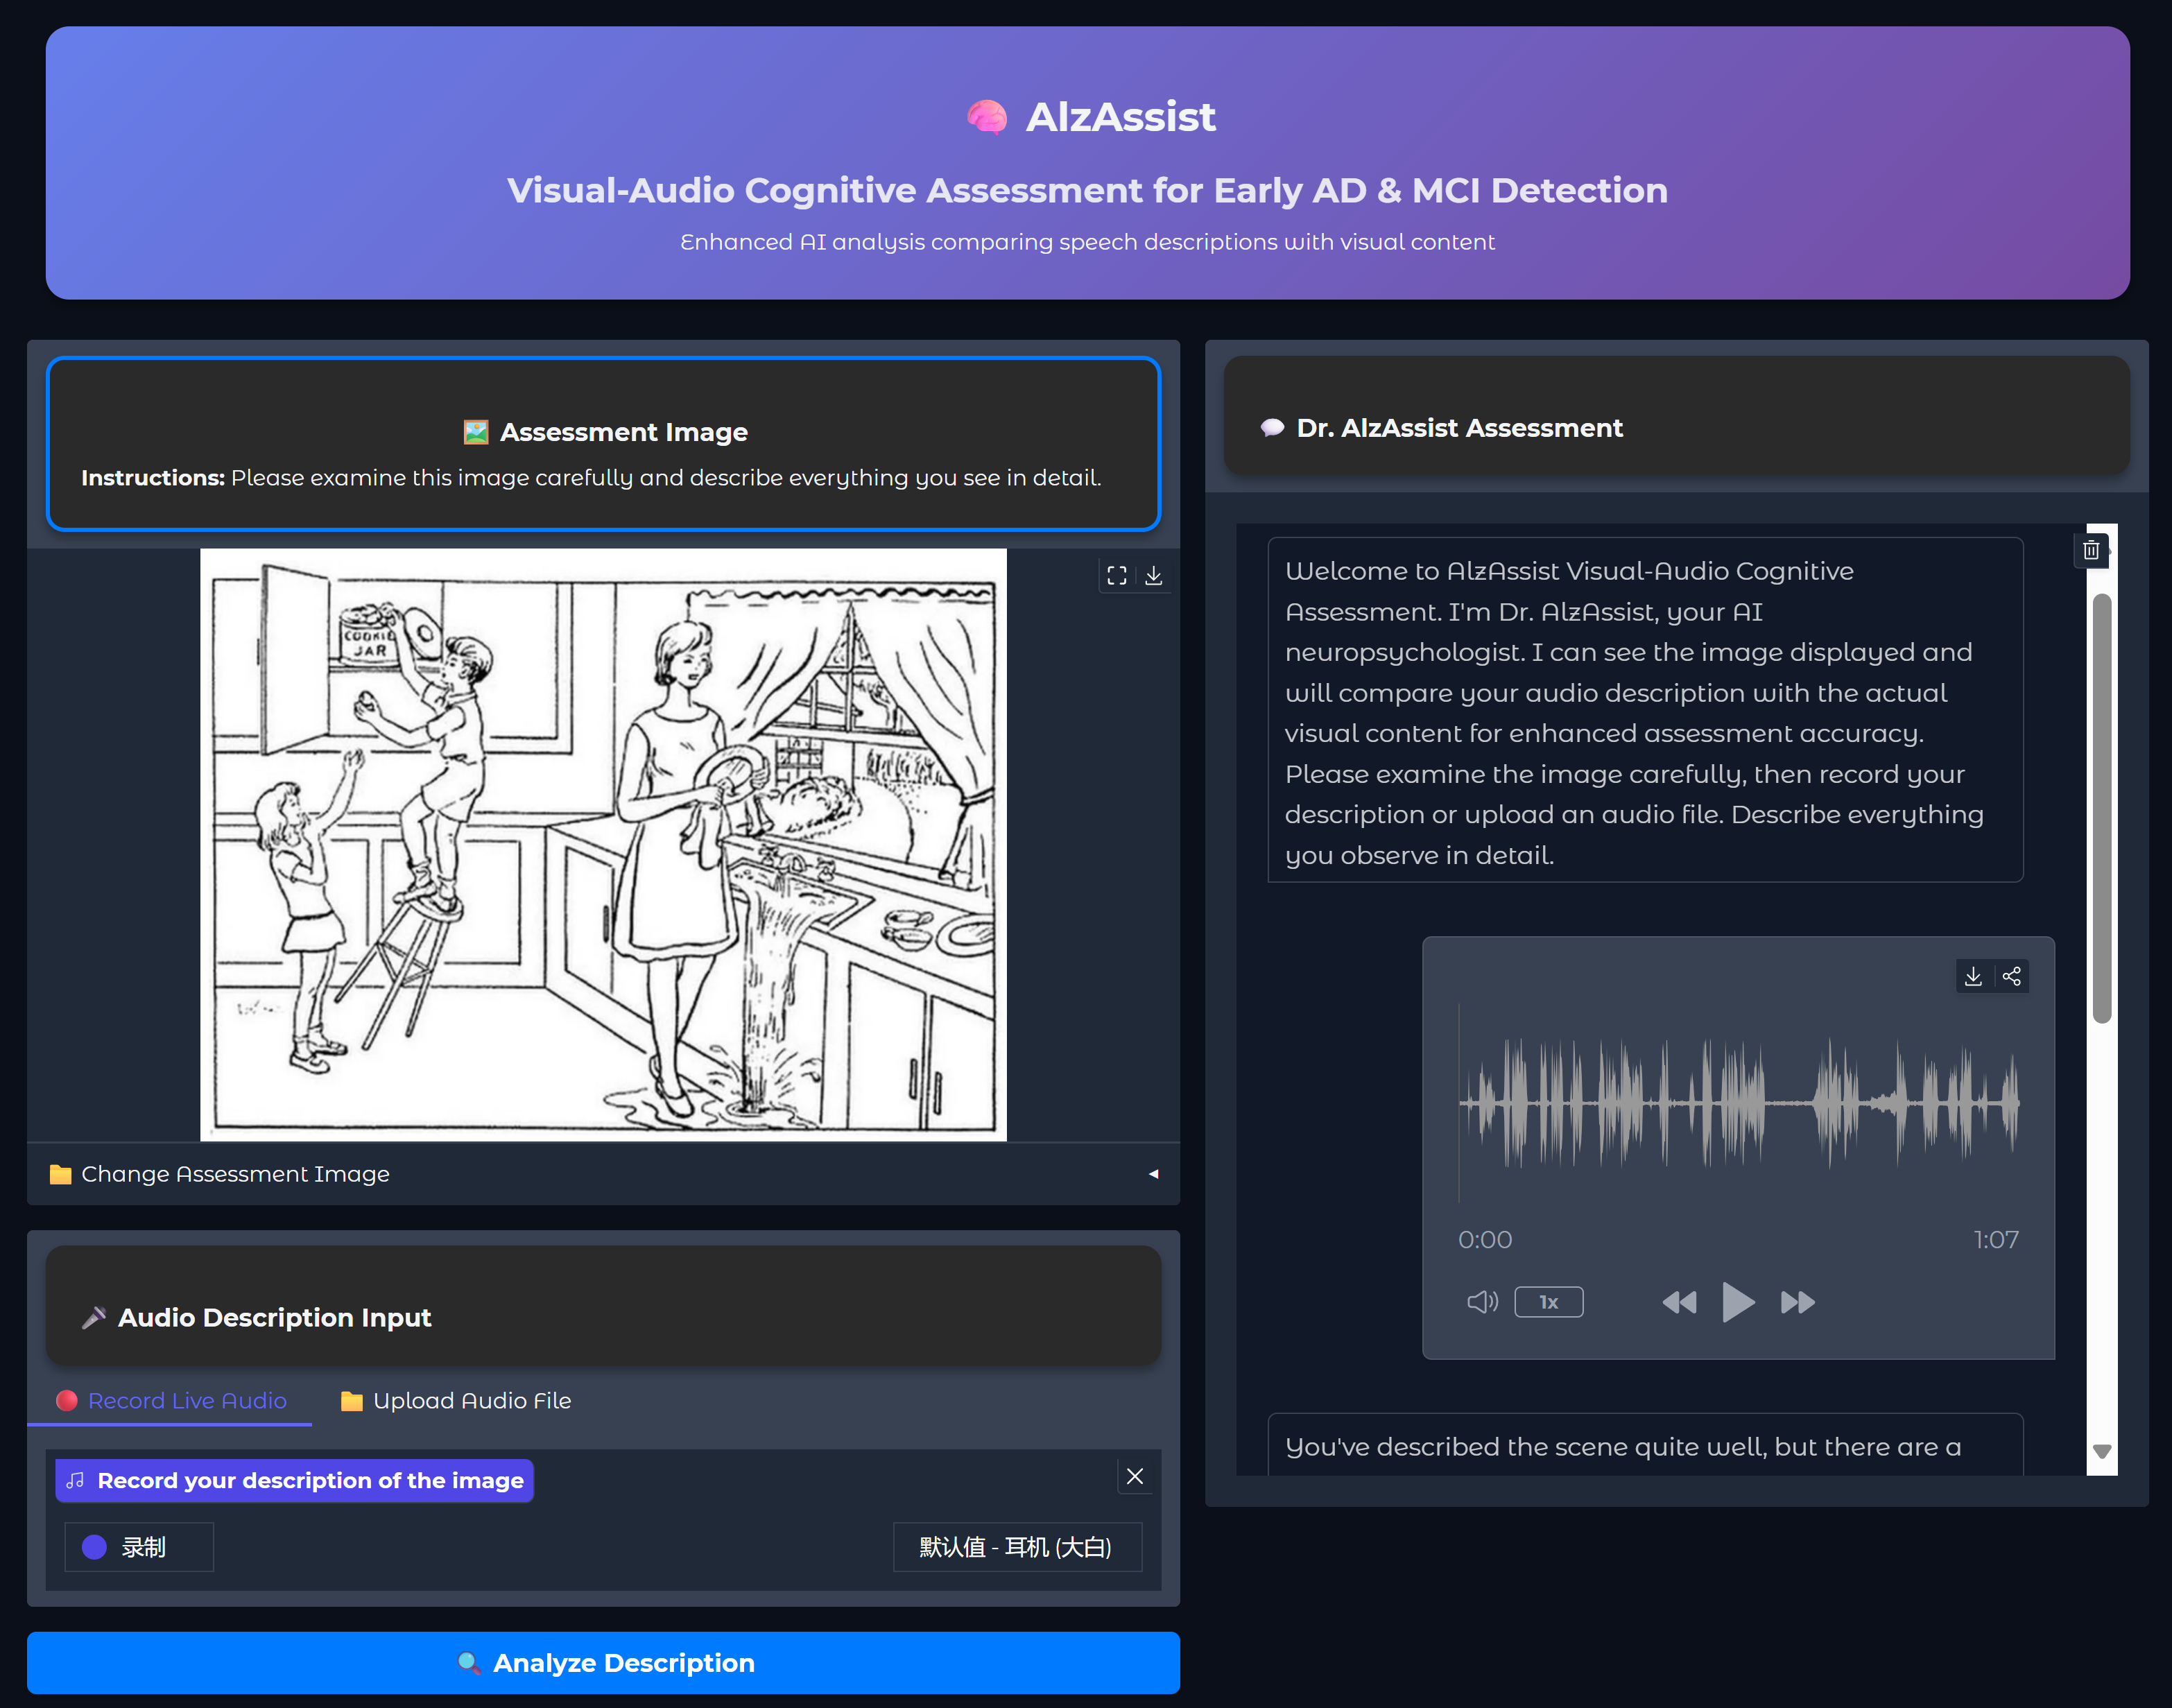 AlzAssist
Visual-Audio Cognitive Assessment for Early AD & MCI Detection
Enhanced AI analysis comparing speech descriptions with visual content
Assessment Image
Instructions: Please examine this image carefully and describe everything you see in detail.
COOKIE
JAR
Change Assessment Image
Audio Description Input
Record Live Audio
Upload Audio File
Record your description of the image
录制
默认值 - 耳机 (大白)
Analyze Description
Dr. AlzAssist Assessment
Welcome to AlzAssist Visual-Audio Cognitive
Assessment. I'm Dr. AlzAssist, your AI
neuropsychologist. I can see the image displayed and
will compare your audio description with the actual
visual content for enhanced assessment accuracy.
Please examine the image carefully, then record your
description or upload an audio file. Describe everything
you observe in detail.
0:00
1:07
1x
You've described the scene quite well, but there are a